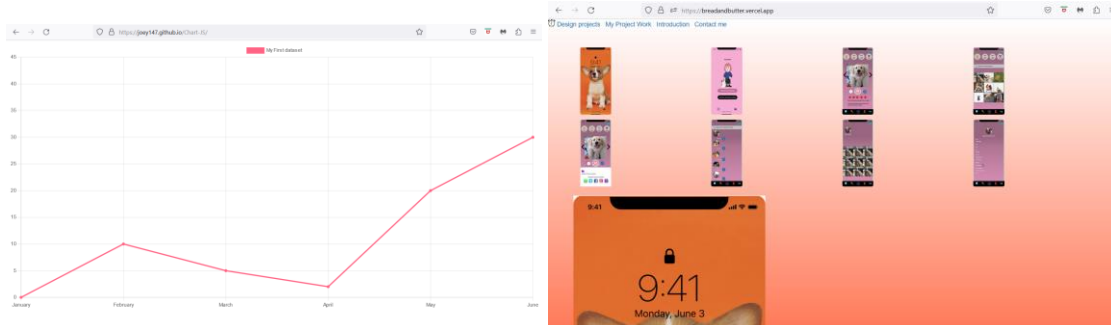 https://joey147.github.io/Chart-JS/
My First dataset
45
40
35
30
25
20
15
10
5
0
January February March April May June
https://breadandbutter.vercel.app
Design projects My Project Work Introduction Contact me
9:41
9:41
9:41
Monday, June 3